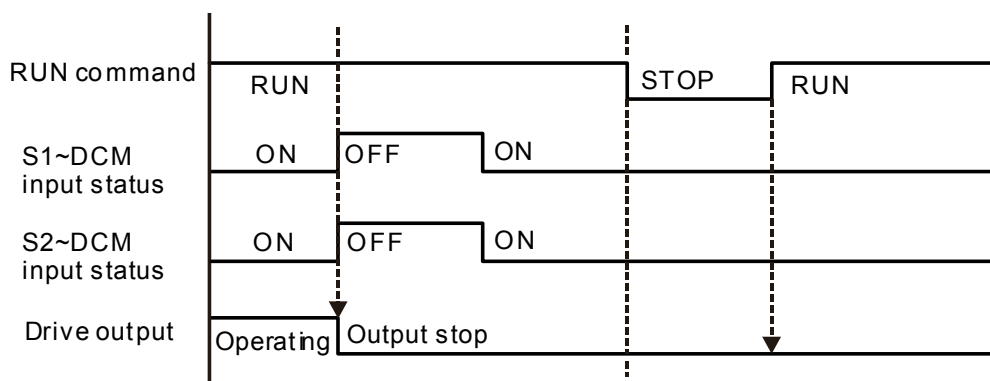 RUN command
RUN
STOP
RUN
S1~DCM
input status
ON
OFF
ON
S2~DCM
input status
ON
OFF
ON
Drive output
Operating
Output stop